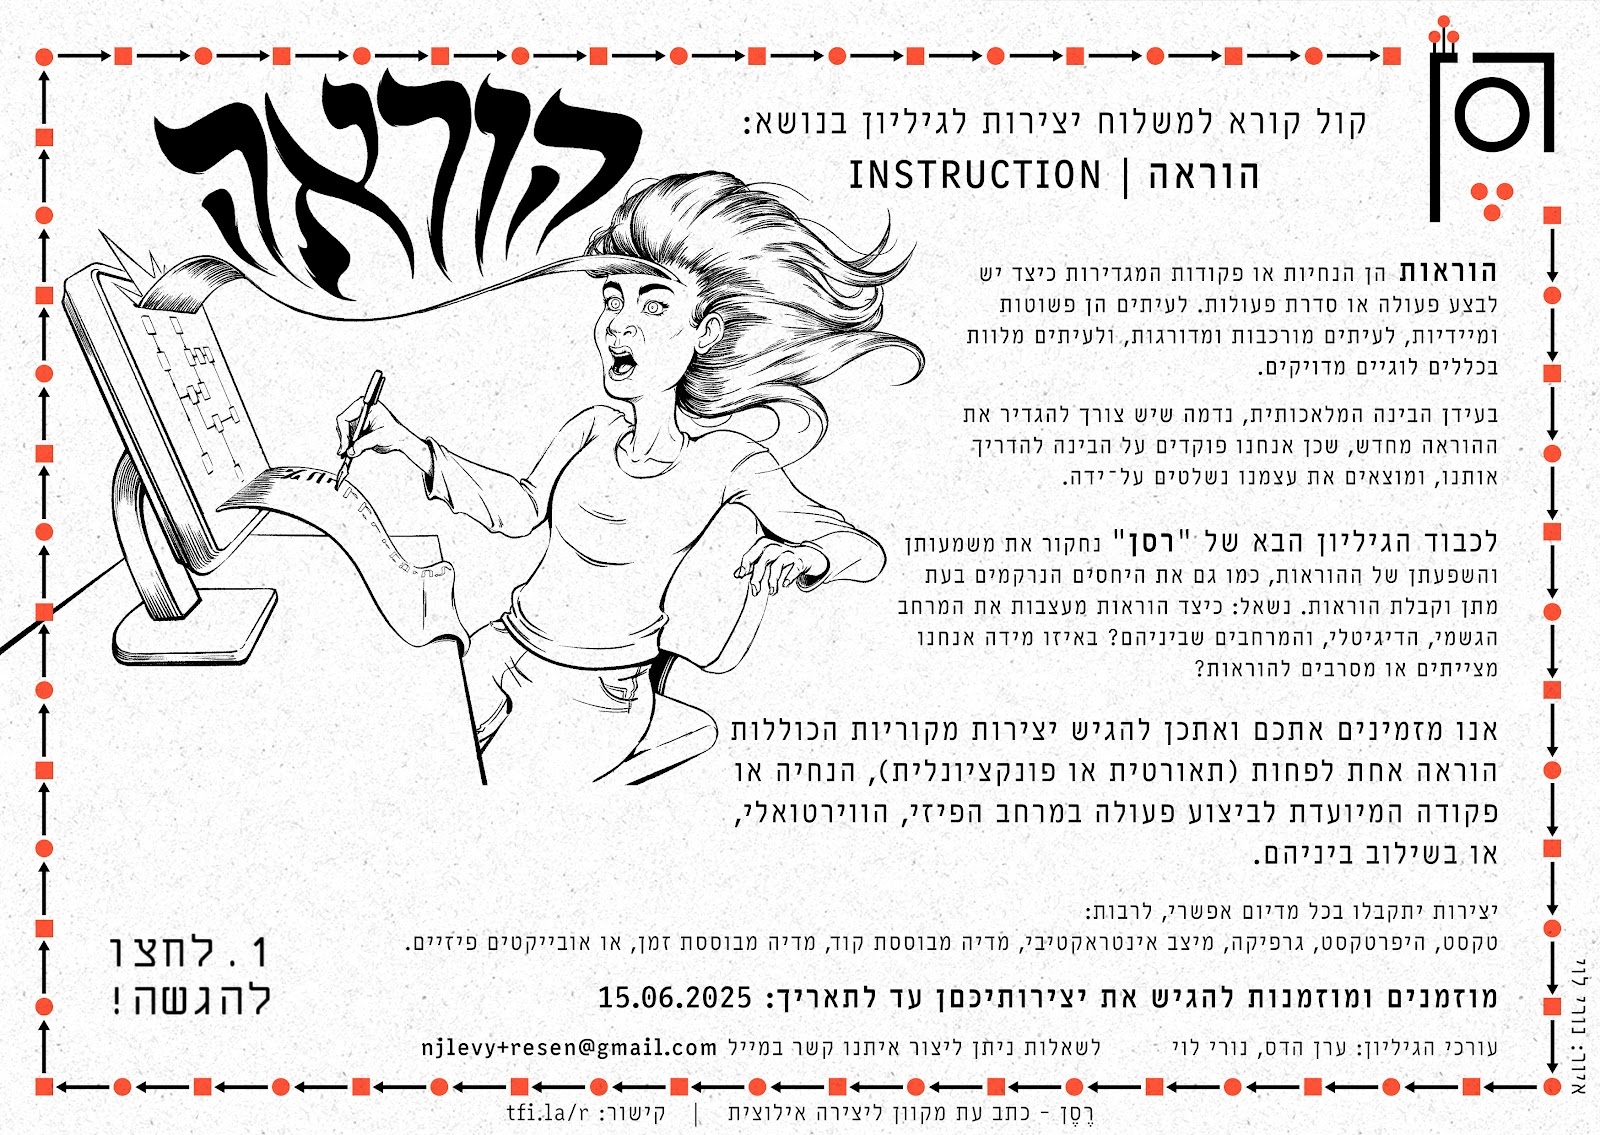 רסן
הוראה
קול קורא למשלוח יצירות לגיליון בנושא:
הוראה | INSTRUCTION
הוראות הן הנחיות או פקודות המגדירות כיצד יש
לבצע פעולה או סדרת פעולות. לעיתים הן פשוטות
ומיידיות, לעיתים מורכבות ומדורגות, ולעיתים מלוות
בכללים לוגיים מדויקים.
בעידן הבינה המלאכותית, נדמה שיש צורך להגדיר את
ההוראה מחדש, שכן אנחנו פוקדים על הבינה להדריך
אותנו, ומוצאים את עצמנו נשלטים על־ידה.
לכבוד הגיליון הבא של "רסן" נחקור את משמעותן
והשפעתן של ההוראות, כמו גם את היחסים הנרקמים בעת
מתן וקבלת הוראות. נשאל: כיצד הוראות מעצבות את המרחב
הגשמי, הדיגיטלי, והמרחבים שביניהם? באיזו מידה אנחנו
מצייתים או מסרבים להוראות?
אנו מזמינים אתכם ואתכן להגיש יצירות מקוריות הכוללות
הוראה אחת לפחות (תאורטית או פונקציונלית), הנחיה או
פקודה המיועדת לביצוע פעולה במרחב הפיזי, הווירטואלי,
או בשילוב ביניהם.
יצירות יתקבלו בכל מדיום אפשרי, לרבות:
טקסט, היפרטקסט, גרפיקה, מיצב אינטראקטיבי, מדיה מבוססת קוד, מדיה מבוססת זמן, או אובייקטים פיזיים.
מוזמנים ומוזמנות להגיש את יצירותיכםן עד לתאריך: 15.06.2025
עורכי הגיליון: ערן הדס, נורי לוי
לשאלות ניתן ליצור איתנו קשר במייל njlevy+resen@gmail.com
1. לחצו
להגשה!
רֶסֶן - כתב עת מקוון ליצירה אילוצית | קישור: tfi.la/r
איור: נורי לוי